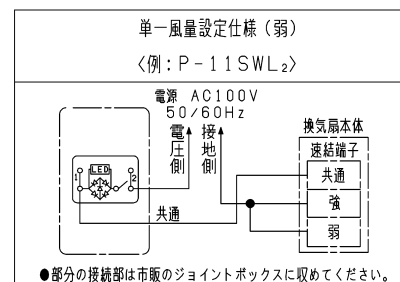 単一風量設定仕様（弱）
〈例：P-11SWL₂〉
電源 AC100V
50/60Hz
電圧側
接地側
換気扇本体
速結端子
共通
強
弱
LED
1
2
共通
●部分の接続部は市販のジョイントボックスに収めてください。